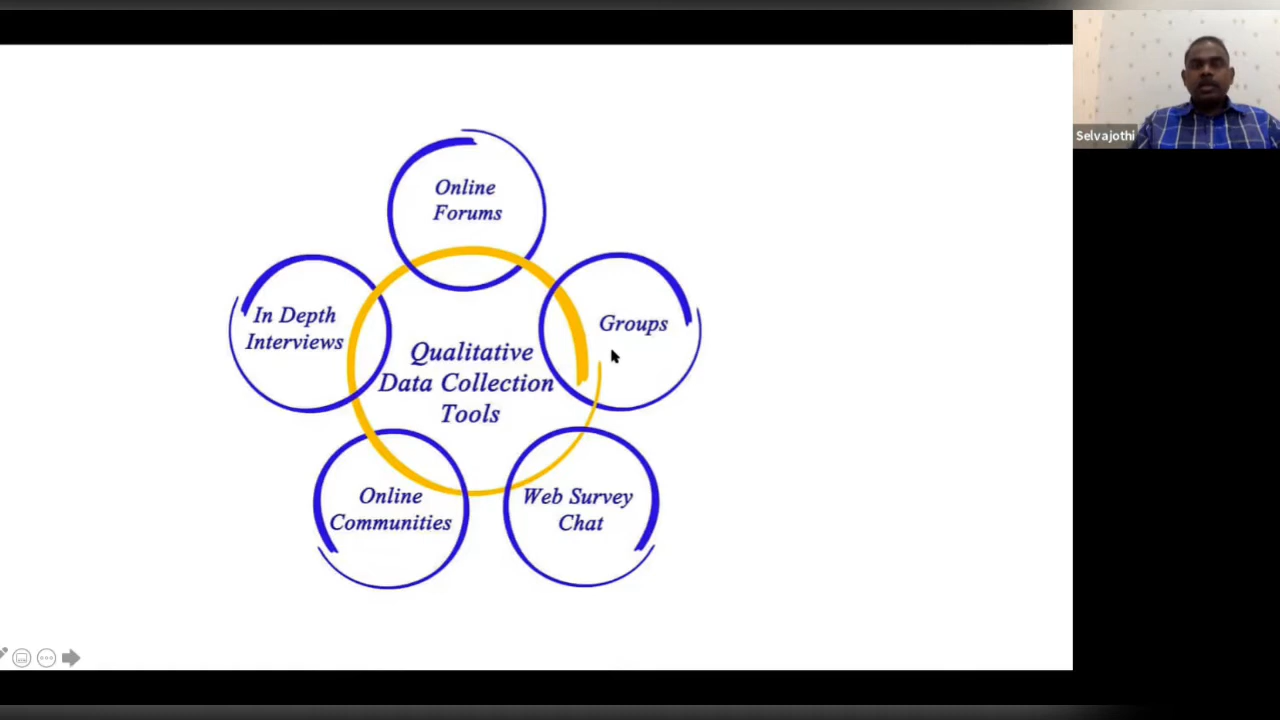 Selvajothi
Online
Forums
In Depth
Interviews
Groups
Qualitative
Data Collection
Tools
Online
Communities
Web Survey
Chat